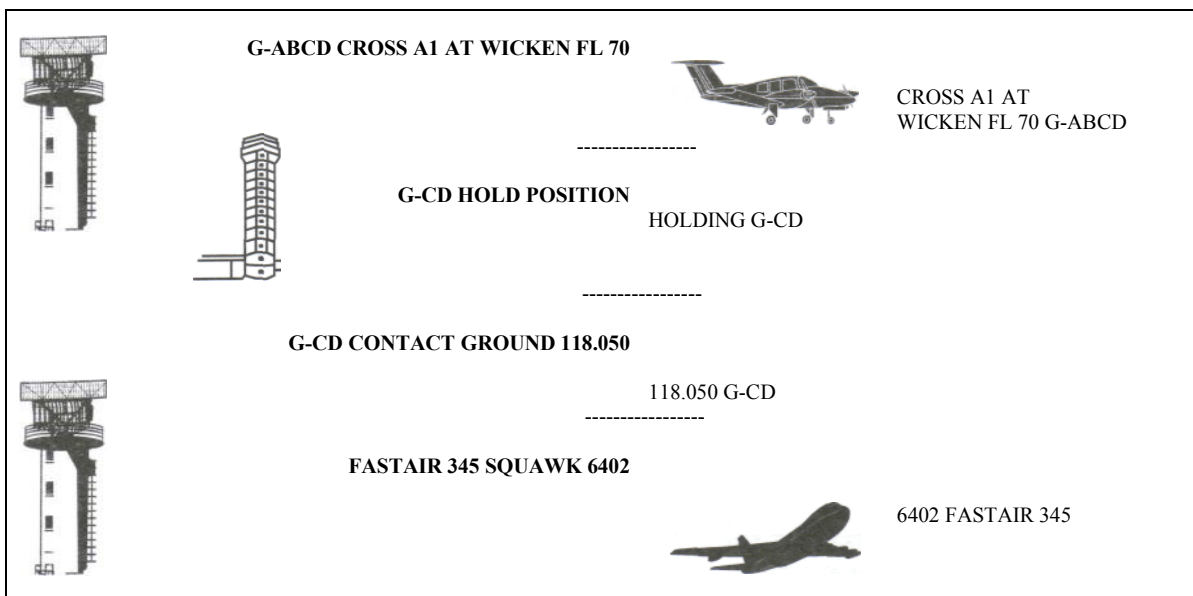 G-ABCD CROSS A1 AT WICKEN FL 70
CROSS A1 AT
WICKEN FL 70 G-ABCD
-----------------
G-CD HOLD POSITION
HOLDING G-CD
-----------------
G-CD CONTACT GROUND 118.050
118.050 G-CD
-----------------
FASTAIR 345 SQUAWK 6402
6402 FASTAIR 345